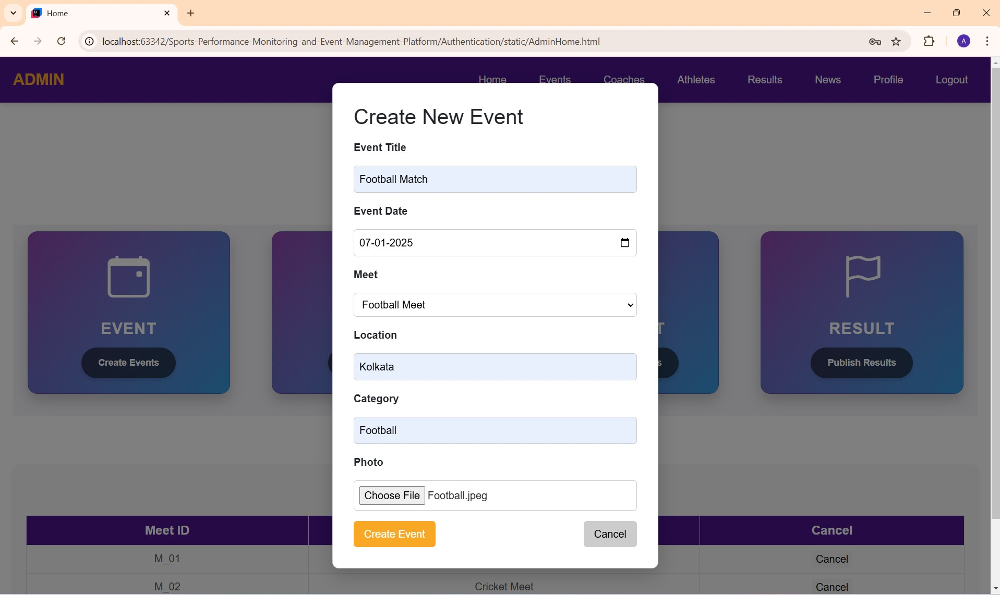 Home
localhost:63342/Sports-Performance-Monitoring-and-Event-Management-Platform/Authentication/static/AdminHome.html
A
ADMIN
Home Events Coaches Athletes Results News Profile Logout
Create New Event
Event Title
Football Match
Event Date
07-01-2025
Meet
Football Meet
Location
Kolkata
Category
Football
Photo
Choose File Football.jpeg
Create Event Cancel
EVENT
Create Events
T
s
RESULT
Publish Results
Meet ID Cancel
M_01 Cancel
M_02 Cricket Meet Cancel